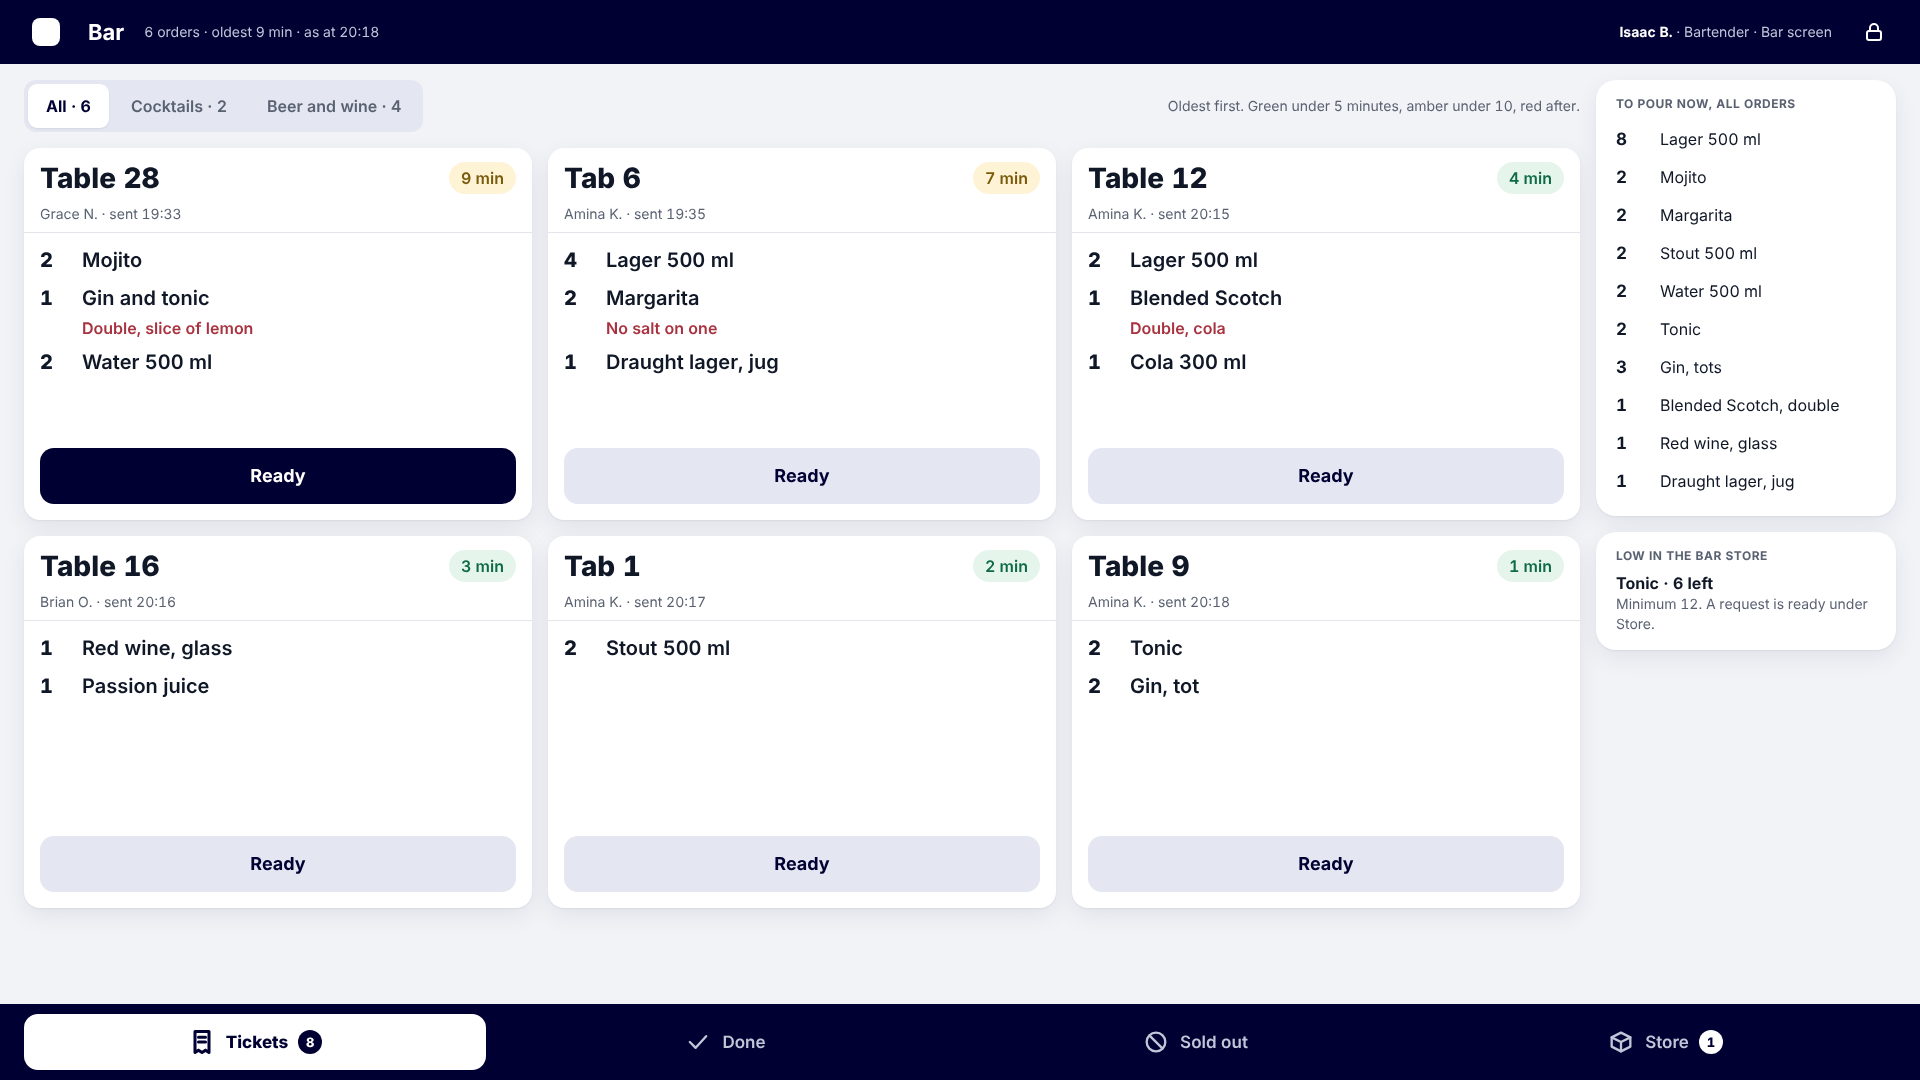 Bar
6 orders · oldest 9 min · as at 20:18
Isaac B. · Bartender · Bar screen
All · 6
Cocktails · 2
Beer and wine · 4
Oldest first. Green under 5 minutes, amber under 10, red after.
Table 28
9 min
Grace N. · sent 19:33
2 Mojito
1 Gin and tonic
Double, slice of lemon
2 Water 500 ml
Ready
Tab 6
7 min
Amina K. · sent 19:35
4 Lager 500 ml
2 Margarita
No salt on one
1 Draught lager, jug
Ready
Table 12
4 min
Amina K. · sent 20:15
2 Lager 500 ml
1 Blended Scotch
Double, cola
1 Cola 300 ml
Ready
Table 16
3 min
Brian O. · sent 20:16
1 Red wine, glass
1 Passion juice
Ready
Tab 1
2 min
Amina K. · sent 20:17
2 Stout 500 ml
Ready
Table 9
1 min
Amina K. · sent 20:18
2 Tonic
2 Gin, tot
Ready
TO POUR NOW, ALL ORDERS
8 Lager 500 ml
2 Mojito
2 Margarita
2 Stout 500 ml
2 Water 500 ml
2 Tonic
3 Gin, tots
1 Blended Scotch, double
1 Red wine, glass
1 Draught lager, jug
LOW IN THE BAR STORE
Tonic · 6 left
Minimum 12. A request is ready under
Store.
Tickets 8
Done
Sold out
Store 1